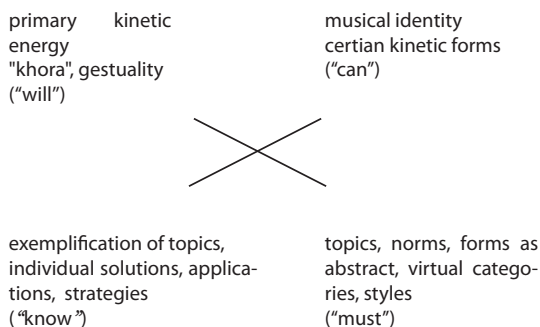 primary kinetic
energy
"khora", gestuality
(“will”)
musical identity
certian kinetic forms
(“can”)
exemplification of topics,
individual solutions, applica-
tions, strategies
(“know”)
topics, norms, forms as
abstract, virtual catego-
ries, styles
(“must”)